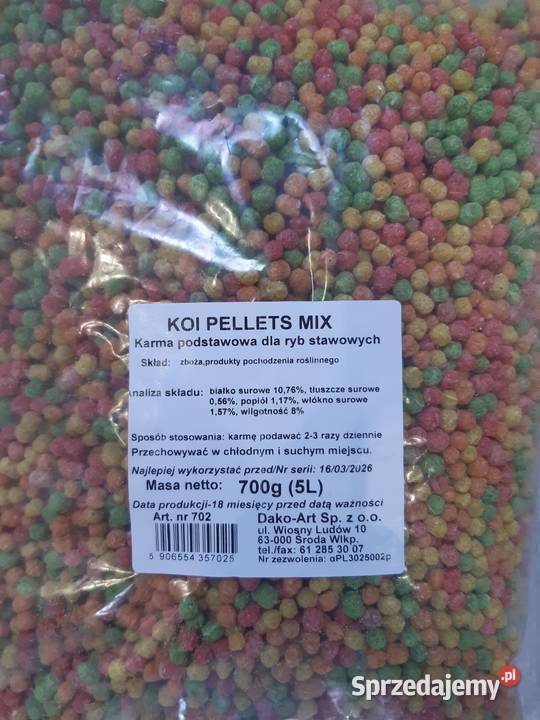 KOI PELLETS MIX
Karma podstawowa dla ryb stawowych
Skład: zboża,produkty pochodzenia roślinnego
naliza składu: białko surowe 10,76%, tłuszcze surowe
0,56%, popiół 1,17%, włókno surowe
1,57%, wilgotność 8%
Sposób stosowania: karmę podawać 2-3 razy dziennie
Przechowywać w chłodnym i suchym miejscu.
Najlepiej wykorzystać przed/Nr serii: 16/03/2026
Masa netto: 700g (5L)
Data produkcji-18 miesięcy przed datą ważności
Art. nr 702
Dako-Art Sp. z o.o.
ul. Wiosny Ludów 10
63-000 Środa Wlkp.
tel./fax: 61 285 30 07
Nr zezwolenia: αPL3025002p
5 906554 357025
Sprzedajemy.pl